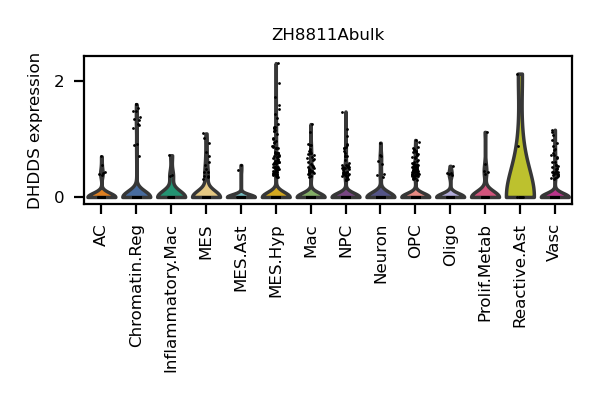 ZH8811Abulk
DHDDS expression
2
0
AC
Chromatin.Reg
Inflammatory.Mac
MES
MES.Ast
MES.Hyp
Mac
NPC
Neuron
OPC
Oligo
Prolif.Metab
Reactive.Ast
Vasc